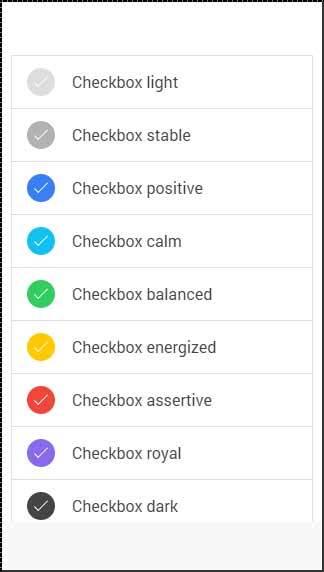 Checkbox light
Checkbox stable
Checkbox positive
Checkbox calm
Checkbox balanced
Checkbox energized
Checkbox assertive
Checkbox royal
Checkbox dark